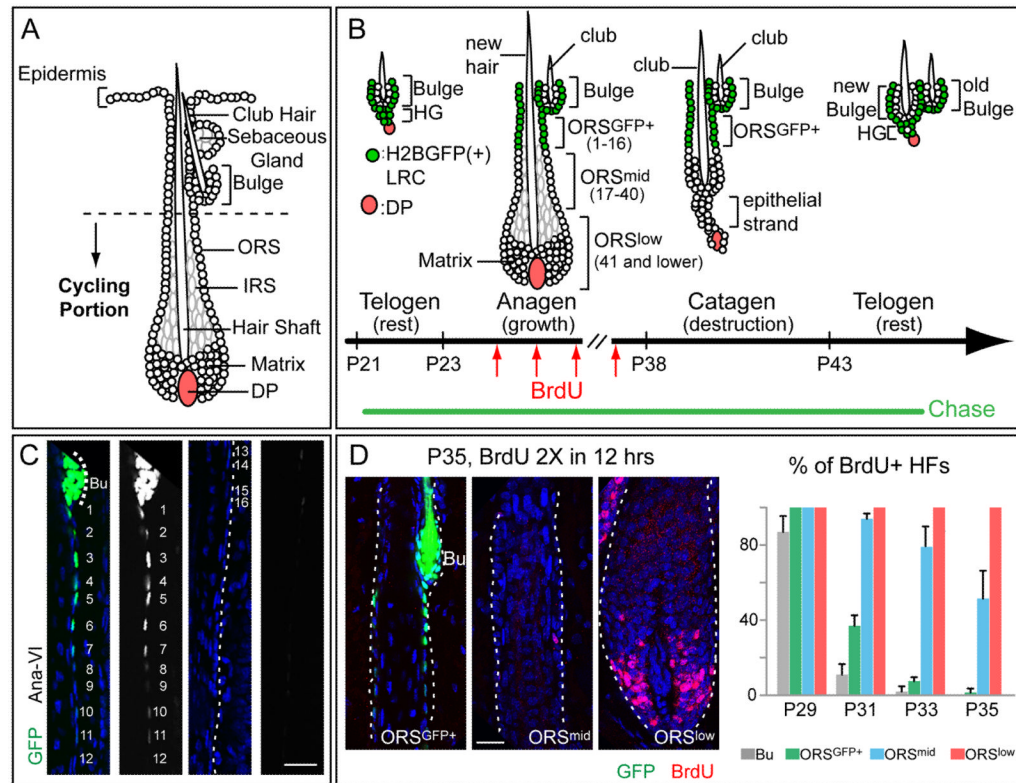 A
Epidermis
Club Hair
Sebaceous
Gland
Bulge
ORS
Cycling
Portion
IRS
Hair Shaft
Matrix
DP
B
new
hair
club
club
Bulge
HG
Bulge
Bulge
new
Bulge
old
Bulge
HG
:H2BGFP(+)
LRC
:DP
ORSGFP+
(1-16)
ORSmid
(17-40)
ORSlow
(41 and lower)
Matrix
ORSGFP+
epithelial
strand
Telogen
(rest)
Anagen
(growth)
Catagen
(destruction)
Telogen
(rest)
P21
P23
P38
P43
BrdU
Chase
C
Ana-VI
GFP
Bu
1
2
3
4
5
6
7
8
9
10
11
12
13
14
15
16
D
P35, BrdU 2X in 12 hrs
Bu
ORSGFP+
ORSmid
ORSlow
GFP BrdU
% of BrdU+ HFs
80
40
0
P29 P31 P33 P35
Bu ORSGFP+ ORSmid ORSlow